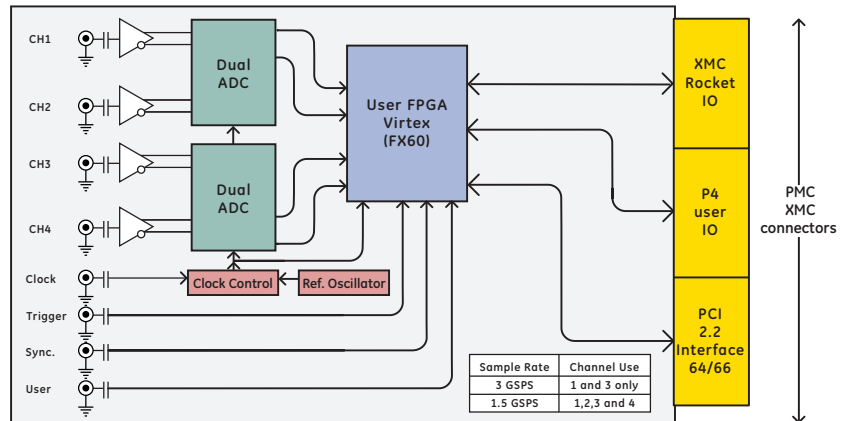 CH1
CH2
CH3
CH4
Clock
Trigger
Sync.
User
Dual
ADC
Dual
ADC
Clock Control
Ref. Oscillator
User FPGA
Virtex
(FX60)
XMC
Rocket
IO
P4
user
IO
PCI
2.2
Interface
64/66
PMC
XMC
connectors
Sample Rate Channel Use
3 GSPS 1 and 3 only
1.5 GSPS 1,2,3 and 4